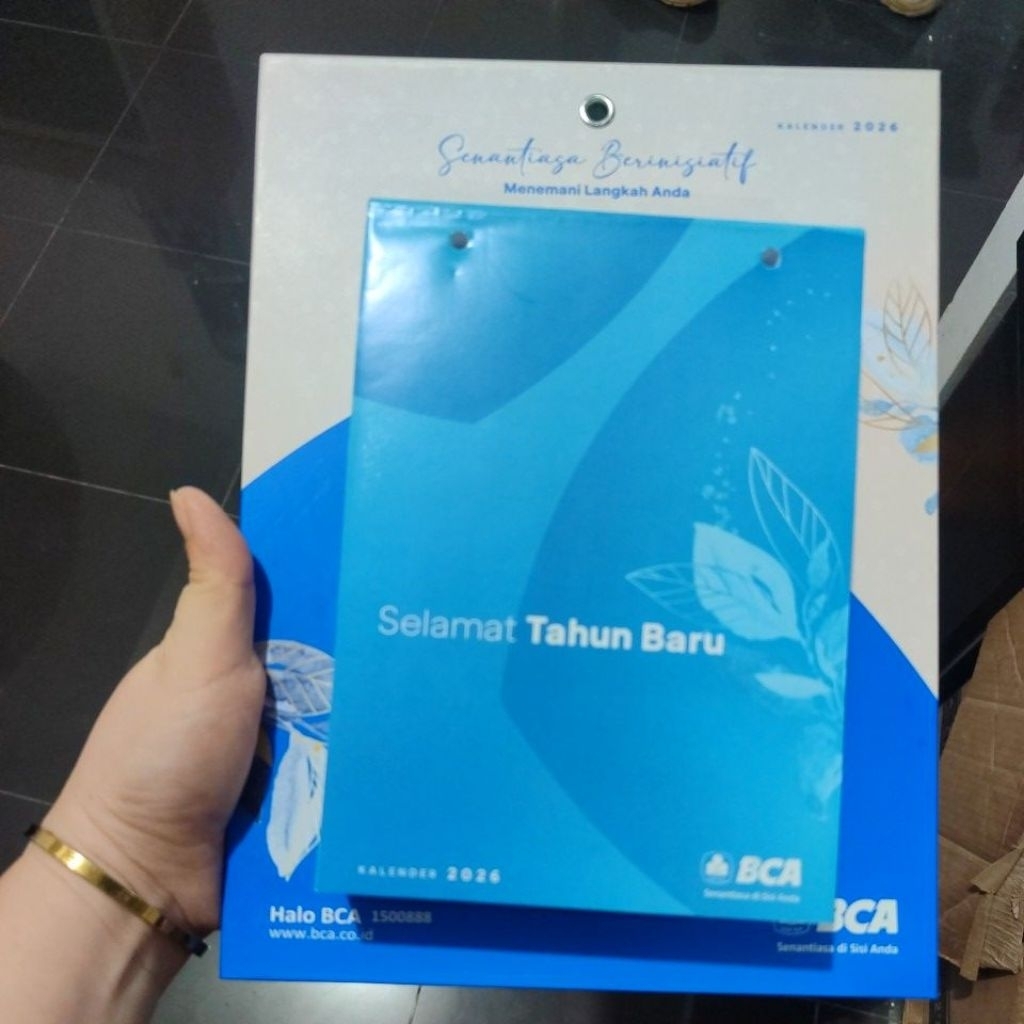 KALENDER 2026
Senantiasa Berinisiatif
Menemani Langkah Anda
Selamat Tahun Baru
KALENDER 2026
BCA
Senantiasa di Sisi Anda
Halo BCA 1500888
www.bca.co.id
BCA
Senantiasa di Sisi Anda